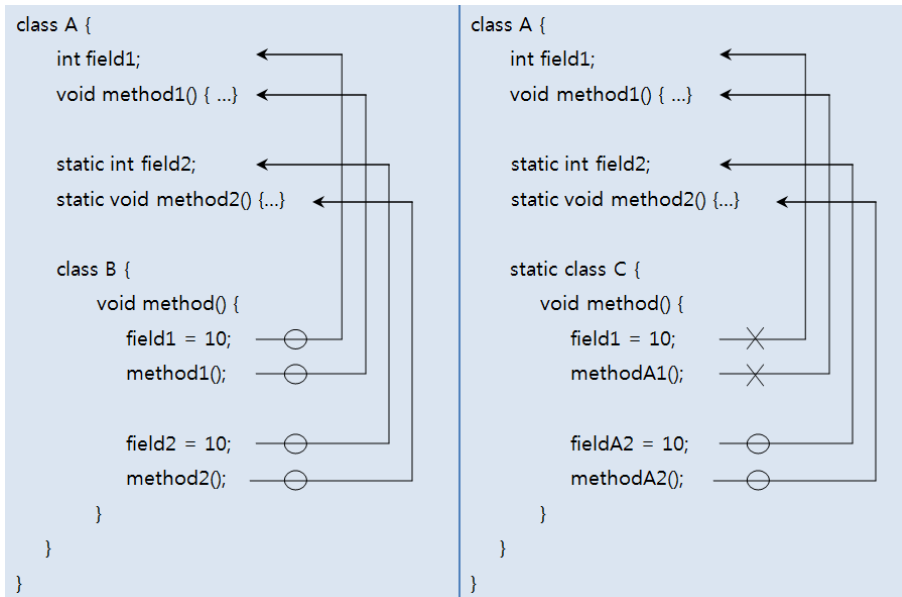 class A {
int field1;
void method1() { ...}
static int field2;
static void method2() {...}
class B {
void method() {
field1 = 10;
method1();
field2 = 10;
method2();
}
}
}
class A {
int field1;
void method1() { ...}
static int field2;
static void method2() {...}
static class C {
void method() {
field1 = 10;
methodA1();
fieldA2 = 10;
methodA2();
}
}
}